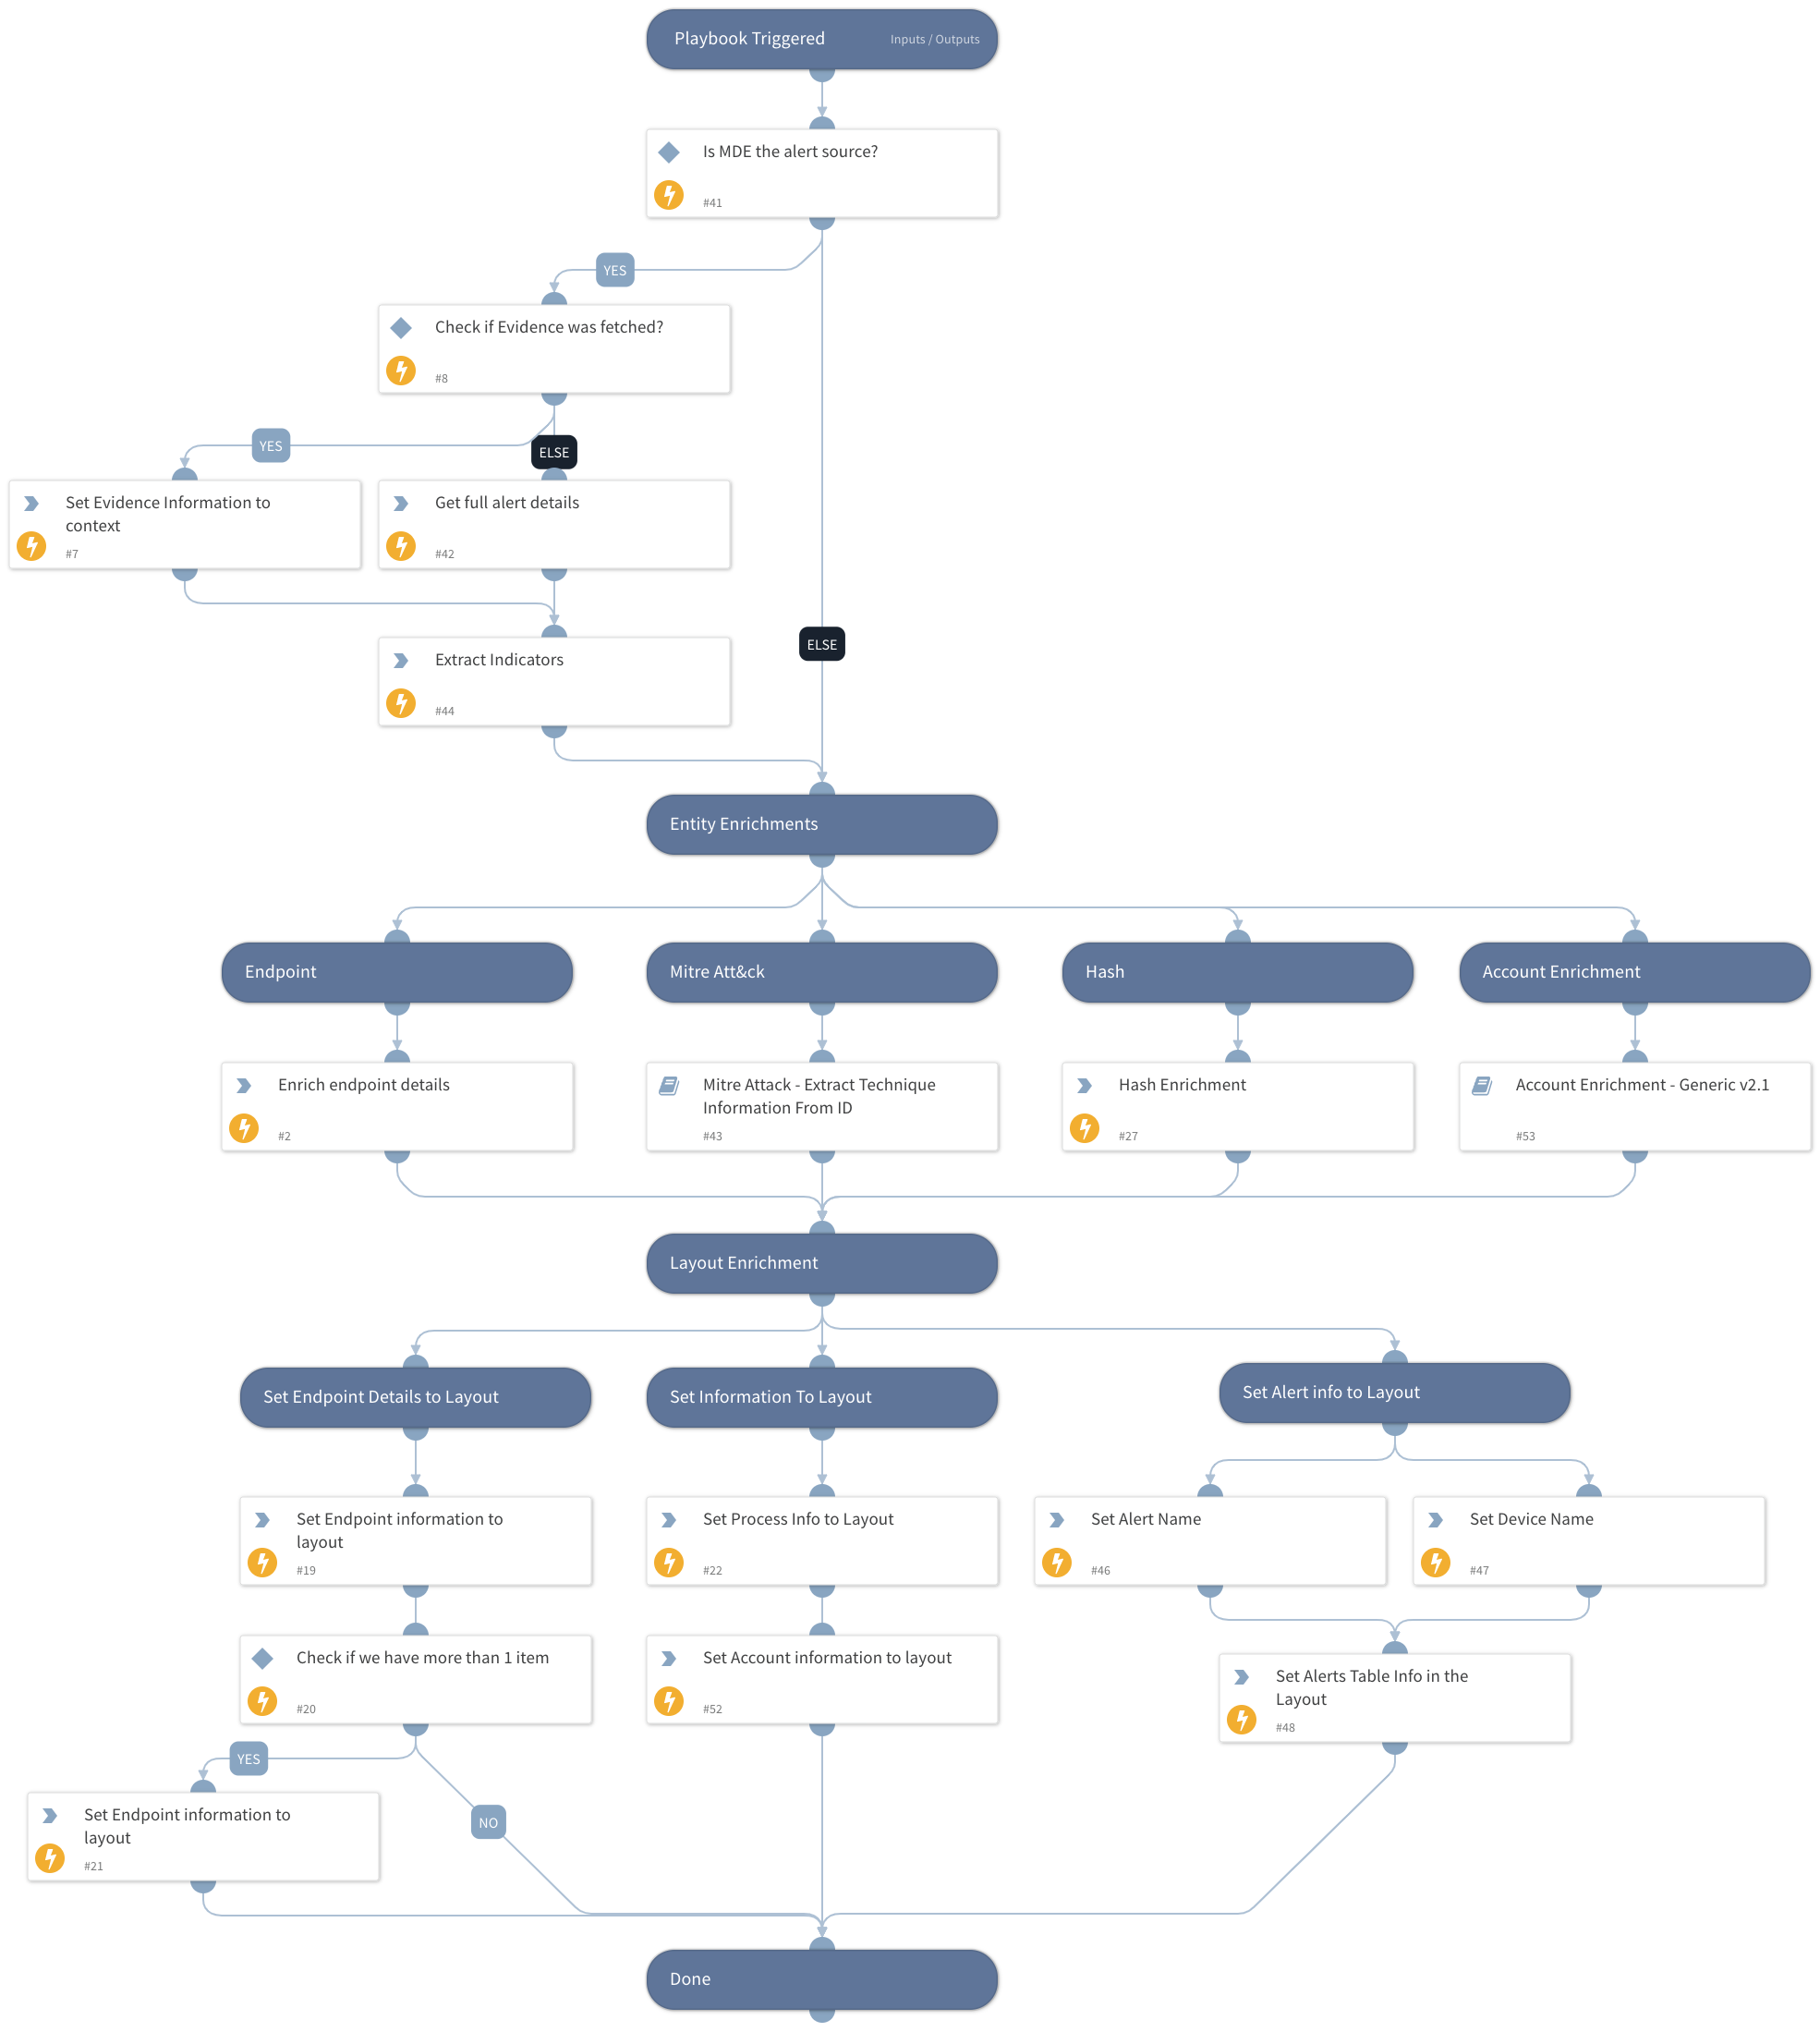 Playbook Triggered
Inputs / Outputs
Is MDE the alert source?
#41
YES
Check if Evidence was fetched?
#8
YES
ELSE
Set Evidence Information to
context
#7
Get full alert details
#42
ELSE
Extract Indicators
#44
Entity Enrichments
Endpoint
Mitre Att&ck
Hash
Account Enrichment
Enrich endpoint details
#2
Mitre Attack - Extract Technique
Information From ID
#43
Hash Enrichment
#27
Account Enrichment - Generic v2.1
#53
Layout Enrichment
Set Endpoint Details to Layout
Set Information To Layout
Set Alert info to Layout
Set Endpoint information to
layout
#19
Set Process Info to Layout
#22
Set Alert Name
#46
Set Device Name
#47
Check if we have more than 1 item
#20
Set Account information to layout
#52
Set Alerts Table Info in the
Layout
#48
YES
NO
Set Endpoint information to
layout
#21
Done